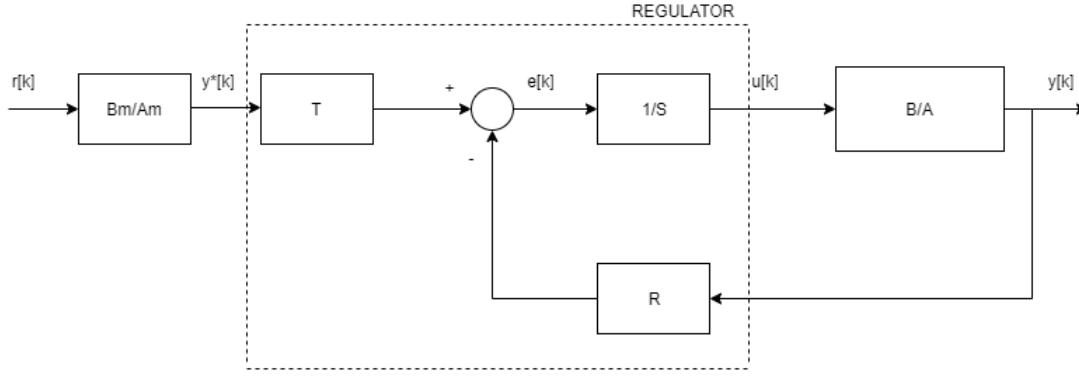 REGULATOR
r[k]
Bm/Am
y*[k]
T
+
-
e[k]
1/S
u[k]
B/A
y[k]
R